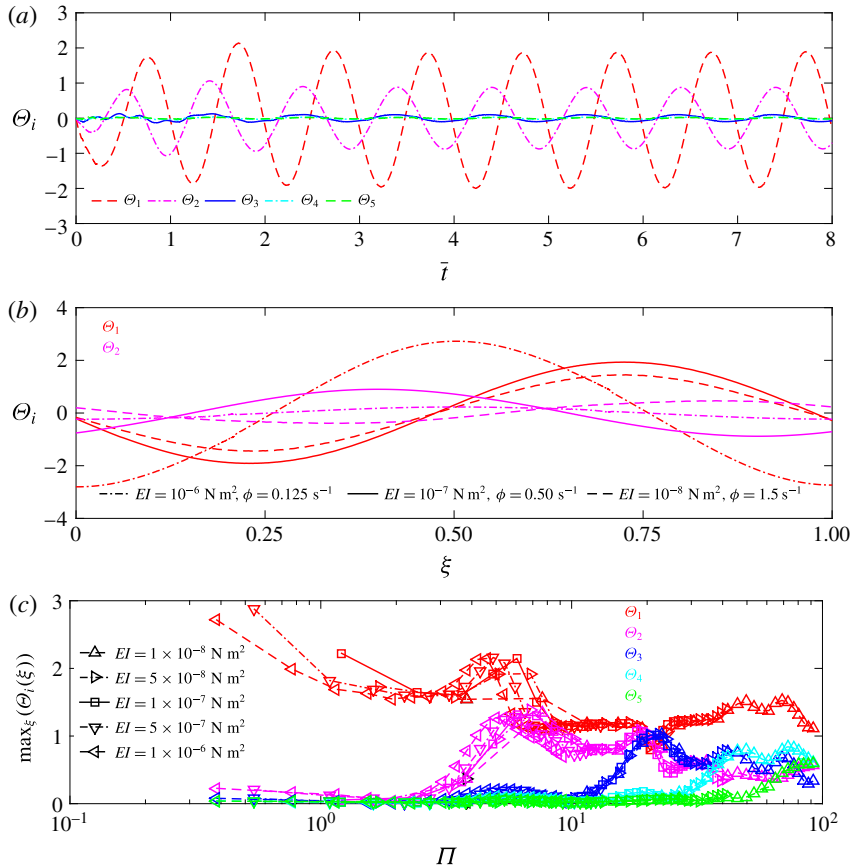 (a)
3
2
1
0
−1
−2
−3
Θi
Θ1 Θ2 Θ3 Θ4 Θ5
0 1 2 3 4 5 6 7 8
t̄
(b)
4
2
0
−2
−4
Θi
Θ1
Θ2
EI = 10⁻⁶ N m², ϕ = 0.125 s⁻¹ EI = 10⁻⁷ N m², ϕ = 0.50 s⁻¹ EI = 10⁻⁸ N m², ϕ = 1.5 s⁻¹
0 0.25 0.50 0.75 1.00
ξ
(c)
3
2
1
0
maxξ(Θi(ξ))
EI = 1 × 10⁻⁸ N m²
EI = 5 × 10⁻⁸ N m²
EI = 1 × 10⁻⁷ N m²
EI = 5 × 10⁻⁷ N m²
EI = 1 × 10⁻⁶ N m²
Θ1
Θ2
Θ3
Θ4
Θ5
10⁻¹ 10⁰ 10¹ 10²
Π